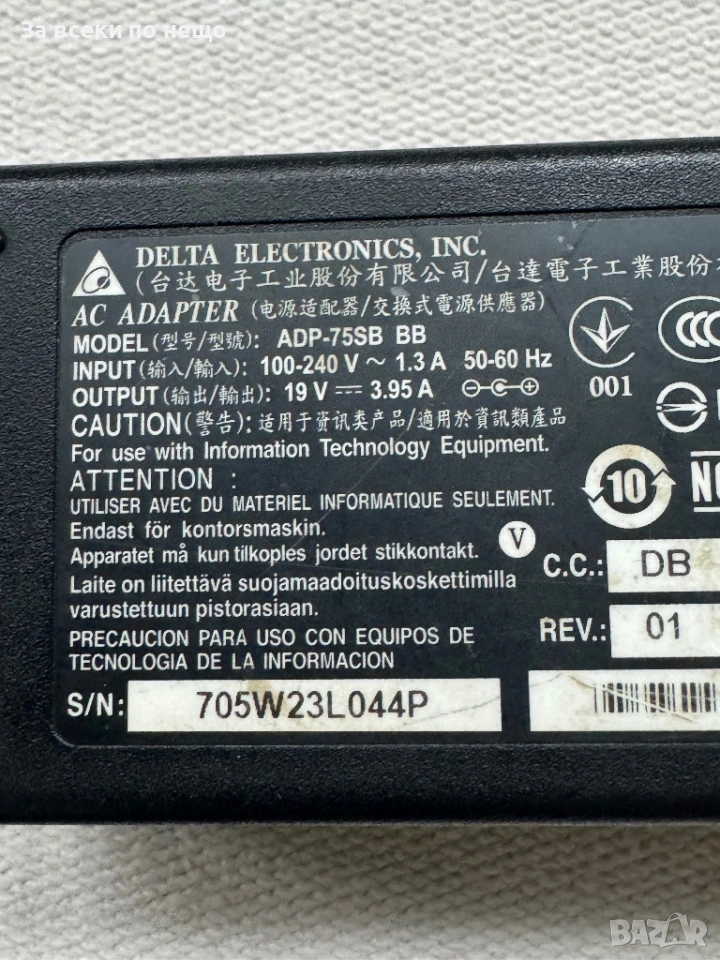 За всеки по нещо
DELTA ELECTRONICS, INC.
(台达电子工业股份有限公司/台達電子工業股份
AC ADAPTER (电源适配器/交換式電源供應器)
MODEL (型号/型號): ADP-75SB BB
INPUT (输入/輸入): 100-240 V ~ 1.3 A 50-60 Hz
OUTPUT (输出/輸出): 19 V ⎓ 3.95 A
001
CAUTION(警告): 适用于资讯类产品/適用於資訊類產品
For use with Information Technology Equipment.
ATTENTION :
UTILISER AVEC DU MATERIEL INFORMATIQUE SEULEMENT.
10
Endast för kontorsmaskin.
Apparatet må kun tilkoples jordet stikkontakt.
V
Laite on liitettävä suojamaadoituskoskettimilla
varustettuun pistorasiaan.
C.C.: DB
PRECAUCION PARA USO CON EQUIPOS DE
TECNOLOGIA DE LA INFORMACION
REV.: 01
S/N: 705W23L044P
BAZAR